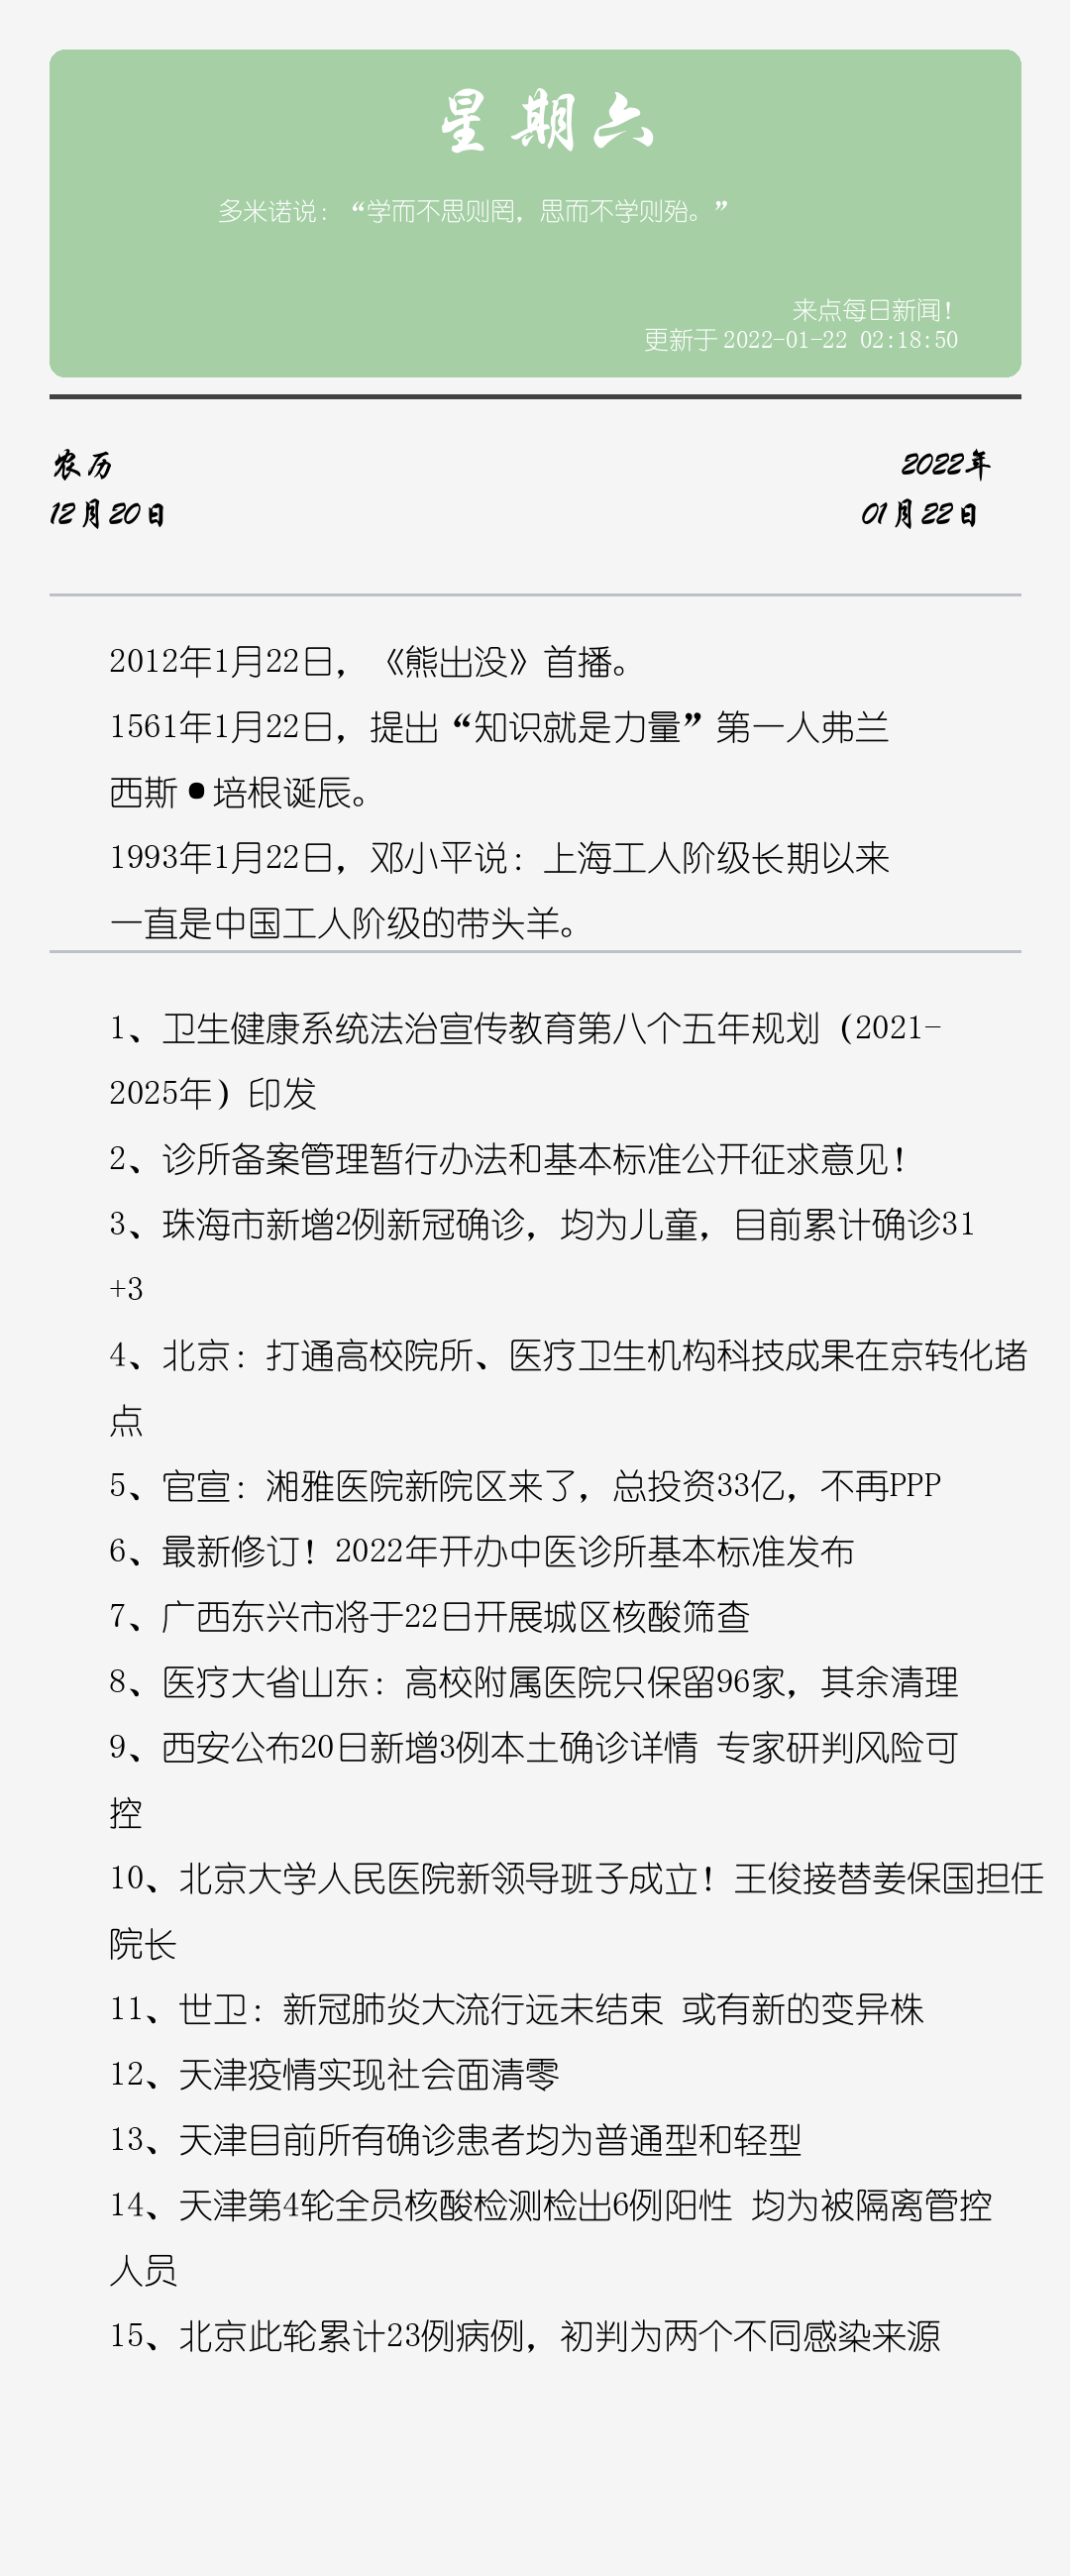 星期六
多米诺说：“学而不思则罔，思而不学则殆。”
来点每日新闻！
更新于 2022-01-22 02:18:50
农历
12月20日
2022年
01月22日
2012年1月22日，《熊出没》首播。
1561年1月22日，提出“知识就是力量”第一人弗兰
西斯•培根诞辰。
1993年1月22日，邓小平说：上海工人阶级长期以来
一直是中国工人阶级的带头羊。
1、卫生健康系统法治宣传教育第八个五年规划（2021-
2025年）印发
2、诊所备案管理暂行办法和基本标准公开征求意见！
3、珠海市新增2例新冠确诊，均为儿童，目前累计确诊31
+3
4、北京：打通高校院所、医疗卫生机构科技成果在京转化堵
点
5、官宣：湘雅医院新院区来了，总投资33亿，不再PPP
6、最新修订！2022年开办中医诊所基本标准发布
7、广西东兴市将于22日开展城区核酸筛查
8、医疗大省山东：高校附属医院只保留96家，其余清理
9、西安公布20日新增3例本土确诊详情 专家研判风险可
控
10、北京大学人民医院新领导班子成立！王俊接替姜保国担任
院长
11、世卫：新冠肺炎大流行远未结束 或有新的变异株
12、天津疫情实现社会面清零
13、天津目前所有确诊患者均为普通型和轻型
14、天津第4轮全员核酸检测检出6例阳性 均为被隔离管控
人员
15、北京此轮累计23例病例，初判为两个不同感染来源